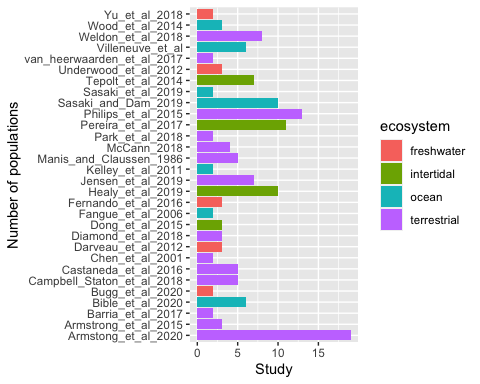 Number of populations
Yu_et_al_2018
Wood_et_al_2014
Weldon_et_al_2018
Villeneuve_et_al
van_heerwaarden_et_al_2017
Underwood_et_al_2012
Tepolt_et_al_2014
Sasaki_et_al_2019
Sasaki_and_Dam_2019
Philips_et_al_2015
Pereira_et_al_2017
Park_et_al_2018
McCann_2018
Manis_and_Claussen_1986
Kelley_et_al_2011
Jensen_et_al_2019
Healy_et_al_2019
Fernando_et_al_2016
Fangue_et_al_2006
Dong_et_al_2015
Diamond_et_al_2018
Darveau_et_al_2012
Chen_et_al_2001
Castaneda_et_al_2016
Campbell_Staton_et_al_2018
Bugg_et_al_2020
Bible_et_al_2020
Barria_et_al_2017
Armstrong_et_al_2015
Armstong_et_al_2020
0 5 10 15
Study
ecosystem
freshwater
intertidal
ocean
terrestrial